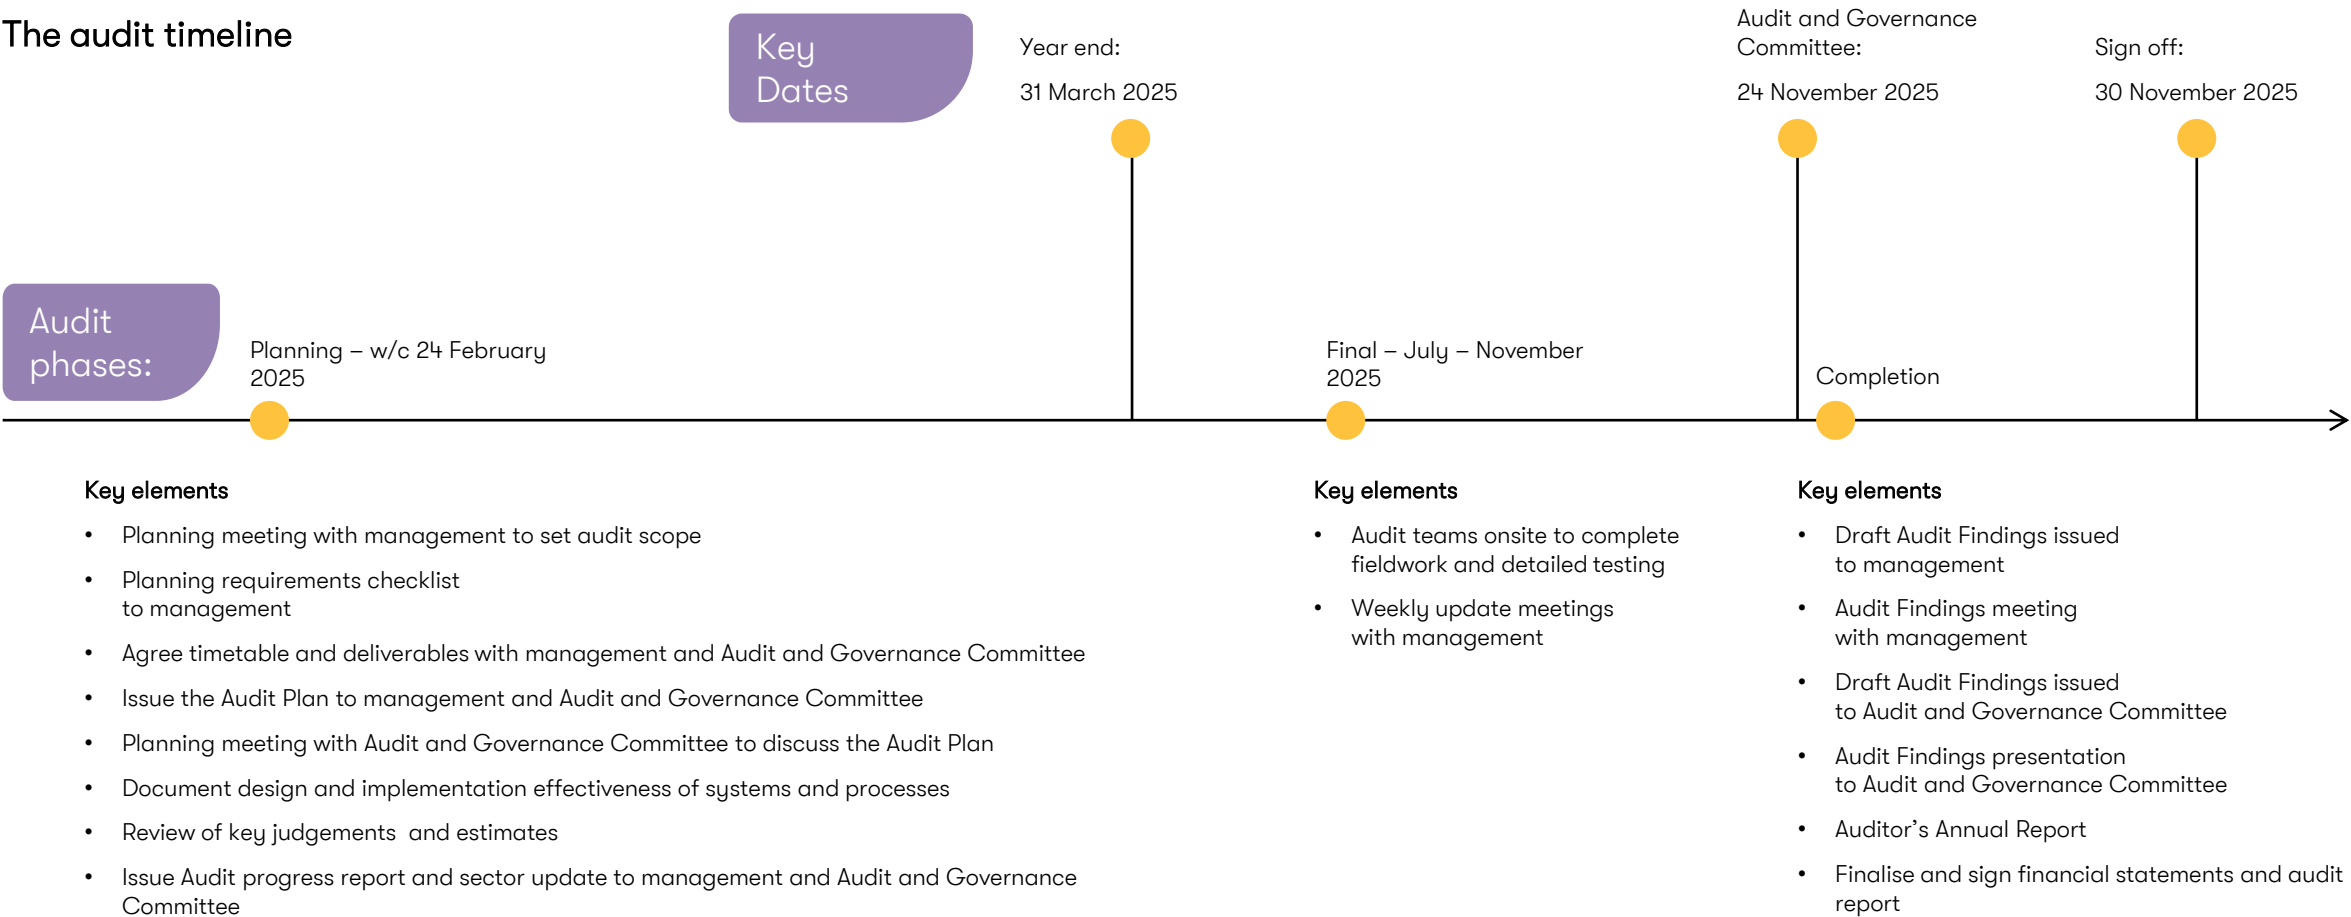 The audit timeline
Key
Dates
Year end:
31 March 2025
Audit and Governance
Committee:
24 November 2025
Sign off:
30 November 2025
Audit
phases:
Planning – w/c 24 February
2025
Final – July – November
2025
Completion
Key elements
• Planning meeting with management to set audit scope
• Planning requirements checklist
to management
• Agree timetable and deliverables with management and Audit and Governance Committee
• Issue the Audit Plan to management and Audit and Governance Committee
• Planning meeting with Audit and Governance Committee to discuss the Audit Plan
• Document design and implementation effectiveness of systems and processes
• Review of key judgements  and estimates
• Issue Audit progress report and sector update to management and Audit and Governance
Committee
Key elements
• Audit teams onsite to complete
fieldwork and detailed testing
• Weekly update meetings
with management
Key elements
• Draft Audit Findings issued
to management
• Audit Findings meeting
with management
• Draft Audit Findings issued
to Audit and Governance Committee
• Audit Findings presentation
to Audit and Governance Committee
• Auditor’s Annual Report
• Finalise and sign financial statements and audit
report